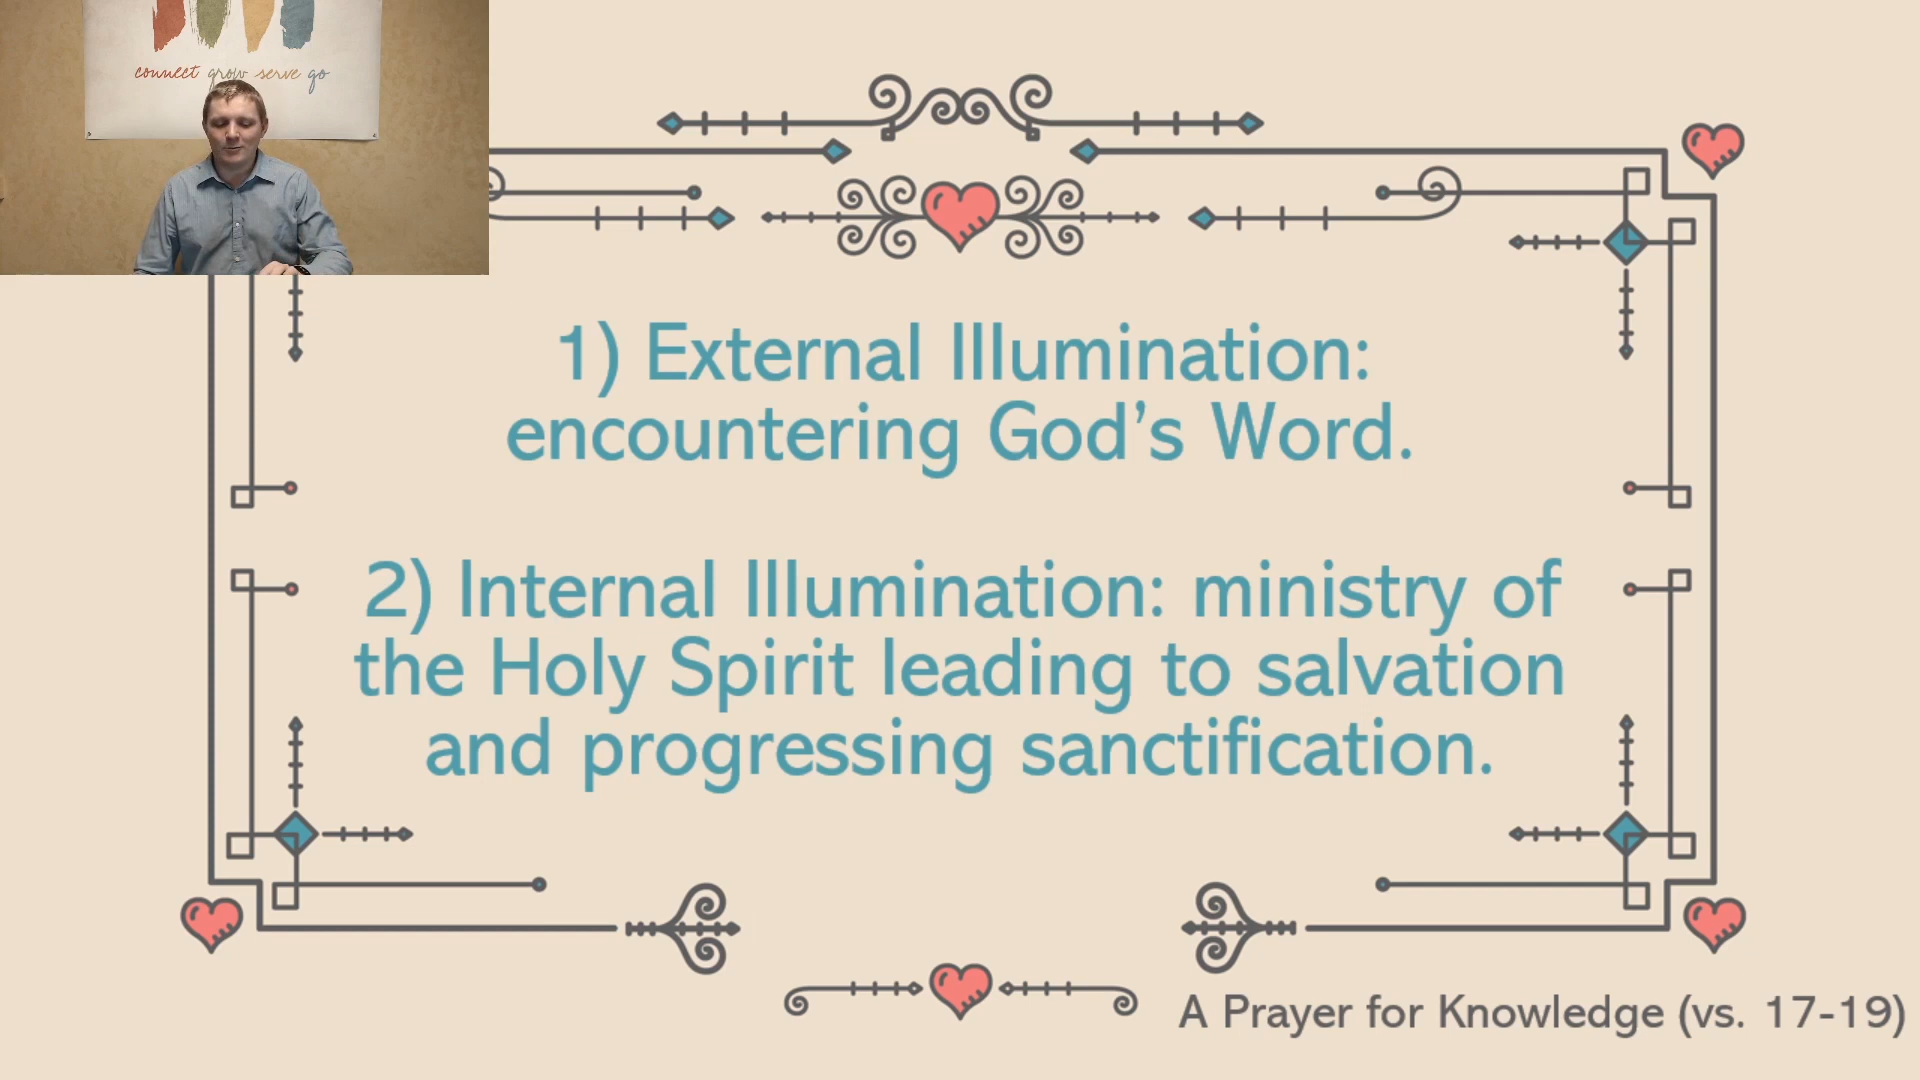 connect grow serve go
1) External Illumination:
encountering God's Word.
2) Internal Illumination: ministry of
the Holy Spirit leading to salvation
and progressing sanctification.
A Prayer for Knowledge (vs. 17-19)